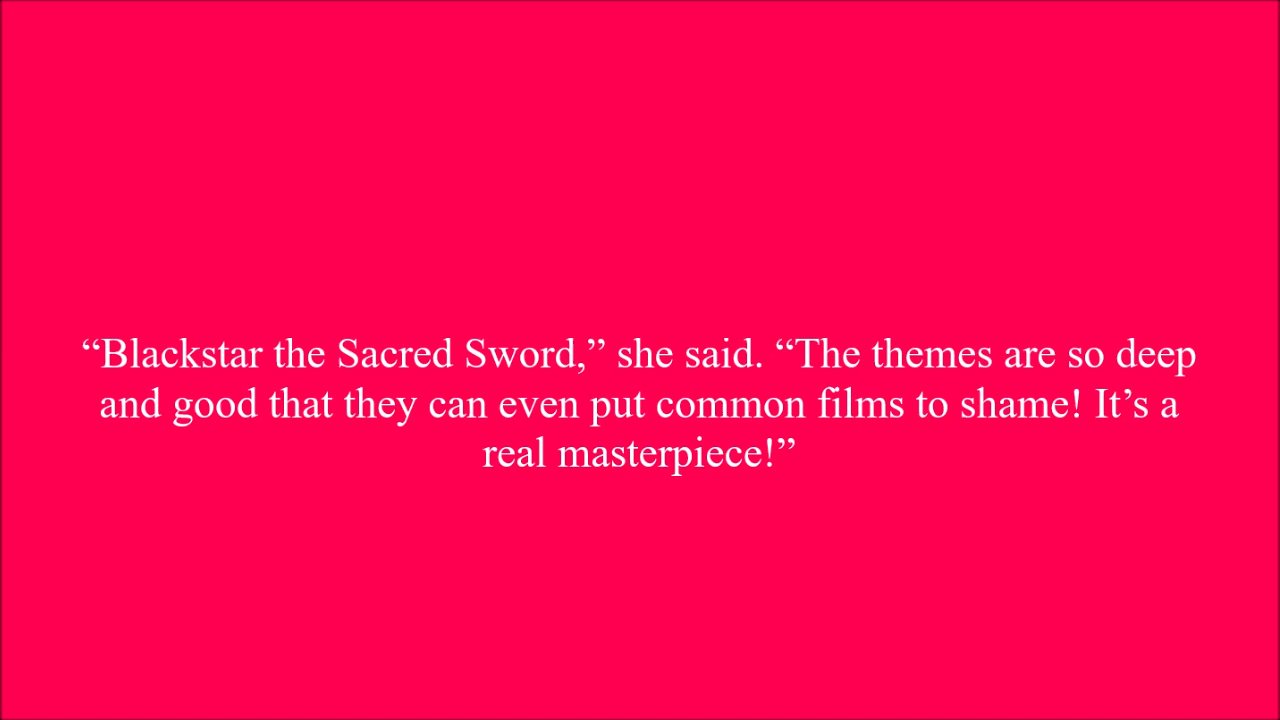 “Blackstar the Sacred Sword,” she said. “The themes are so deep
and good that they can even put common films to shame! It’s a
real masterpiece!”